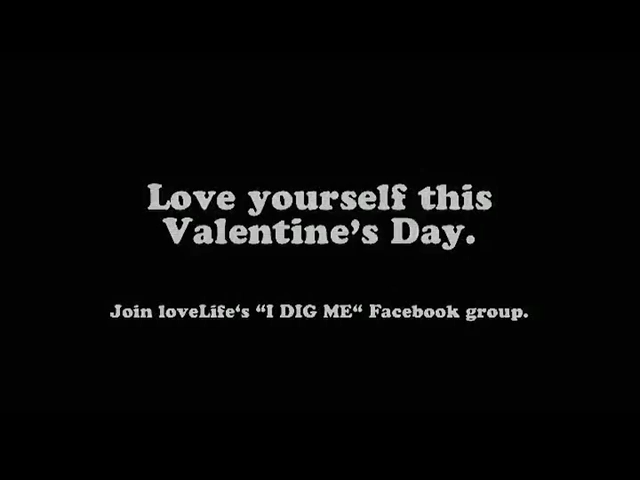 Love yourself this
Valentine’s Day.
Join loveLife‘s “I DIG ME“ Facebook group.